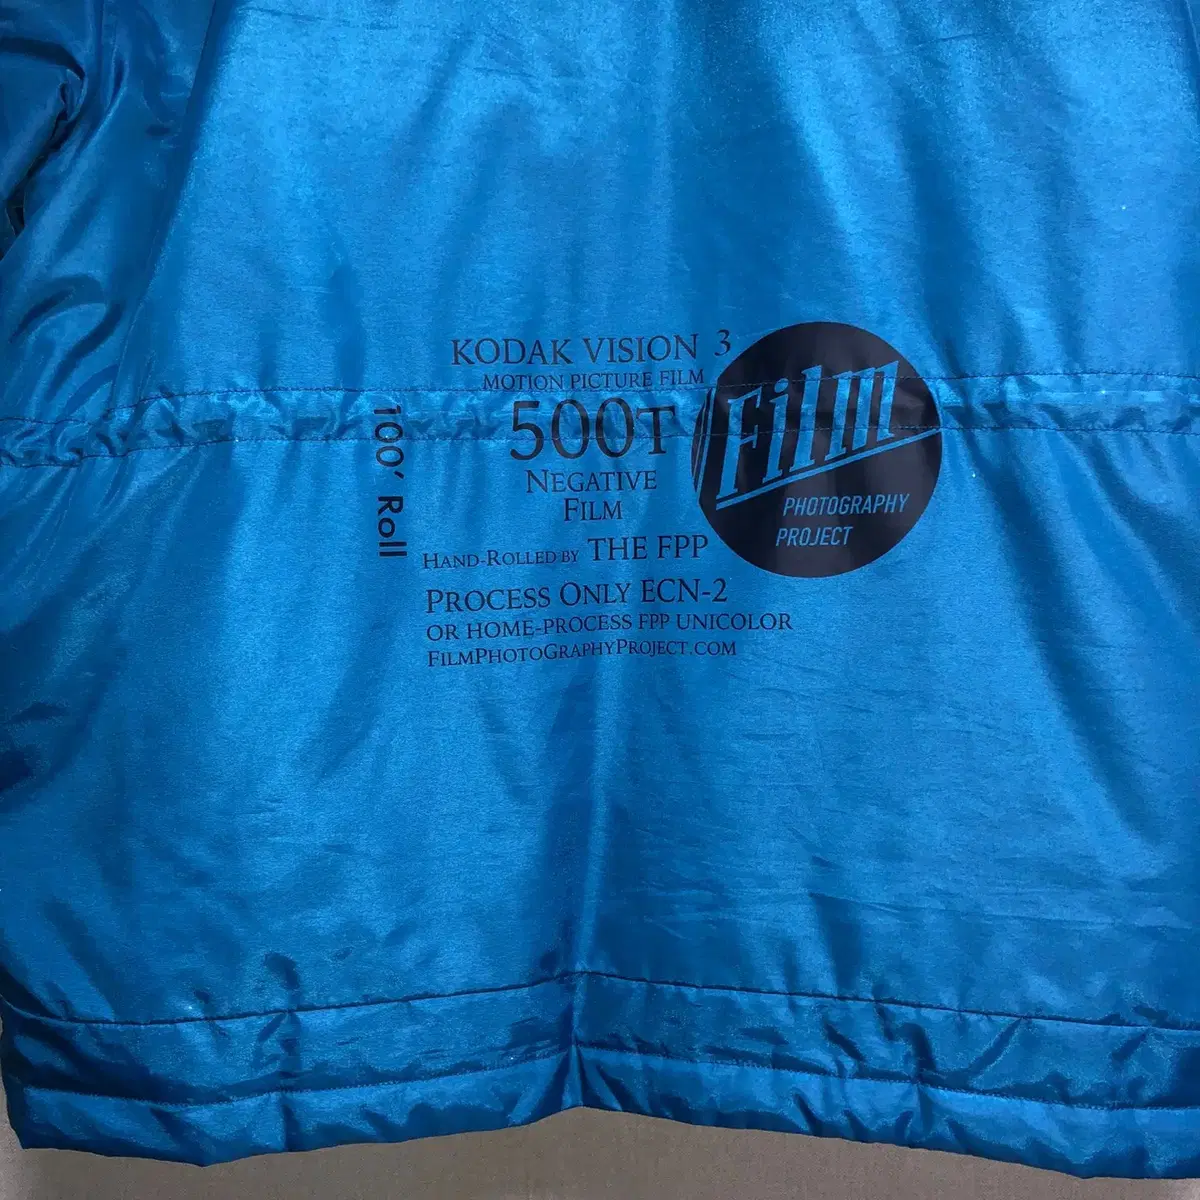 KODAK VISION 3
MOTION PICTURE FILM
500T
NEGATIVE
FILM
HAND-ROLLED BY THE FPP
PROCESS ONLY ECN-2
OR HOME-PROCESS FPP UNICOLOR
FILMPHOTOGRAPHYPROJECT.COM
100' Roll
Film
PHOTOGRAPHY
PROJECT